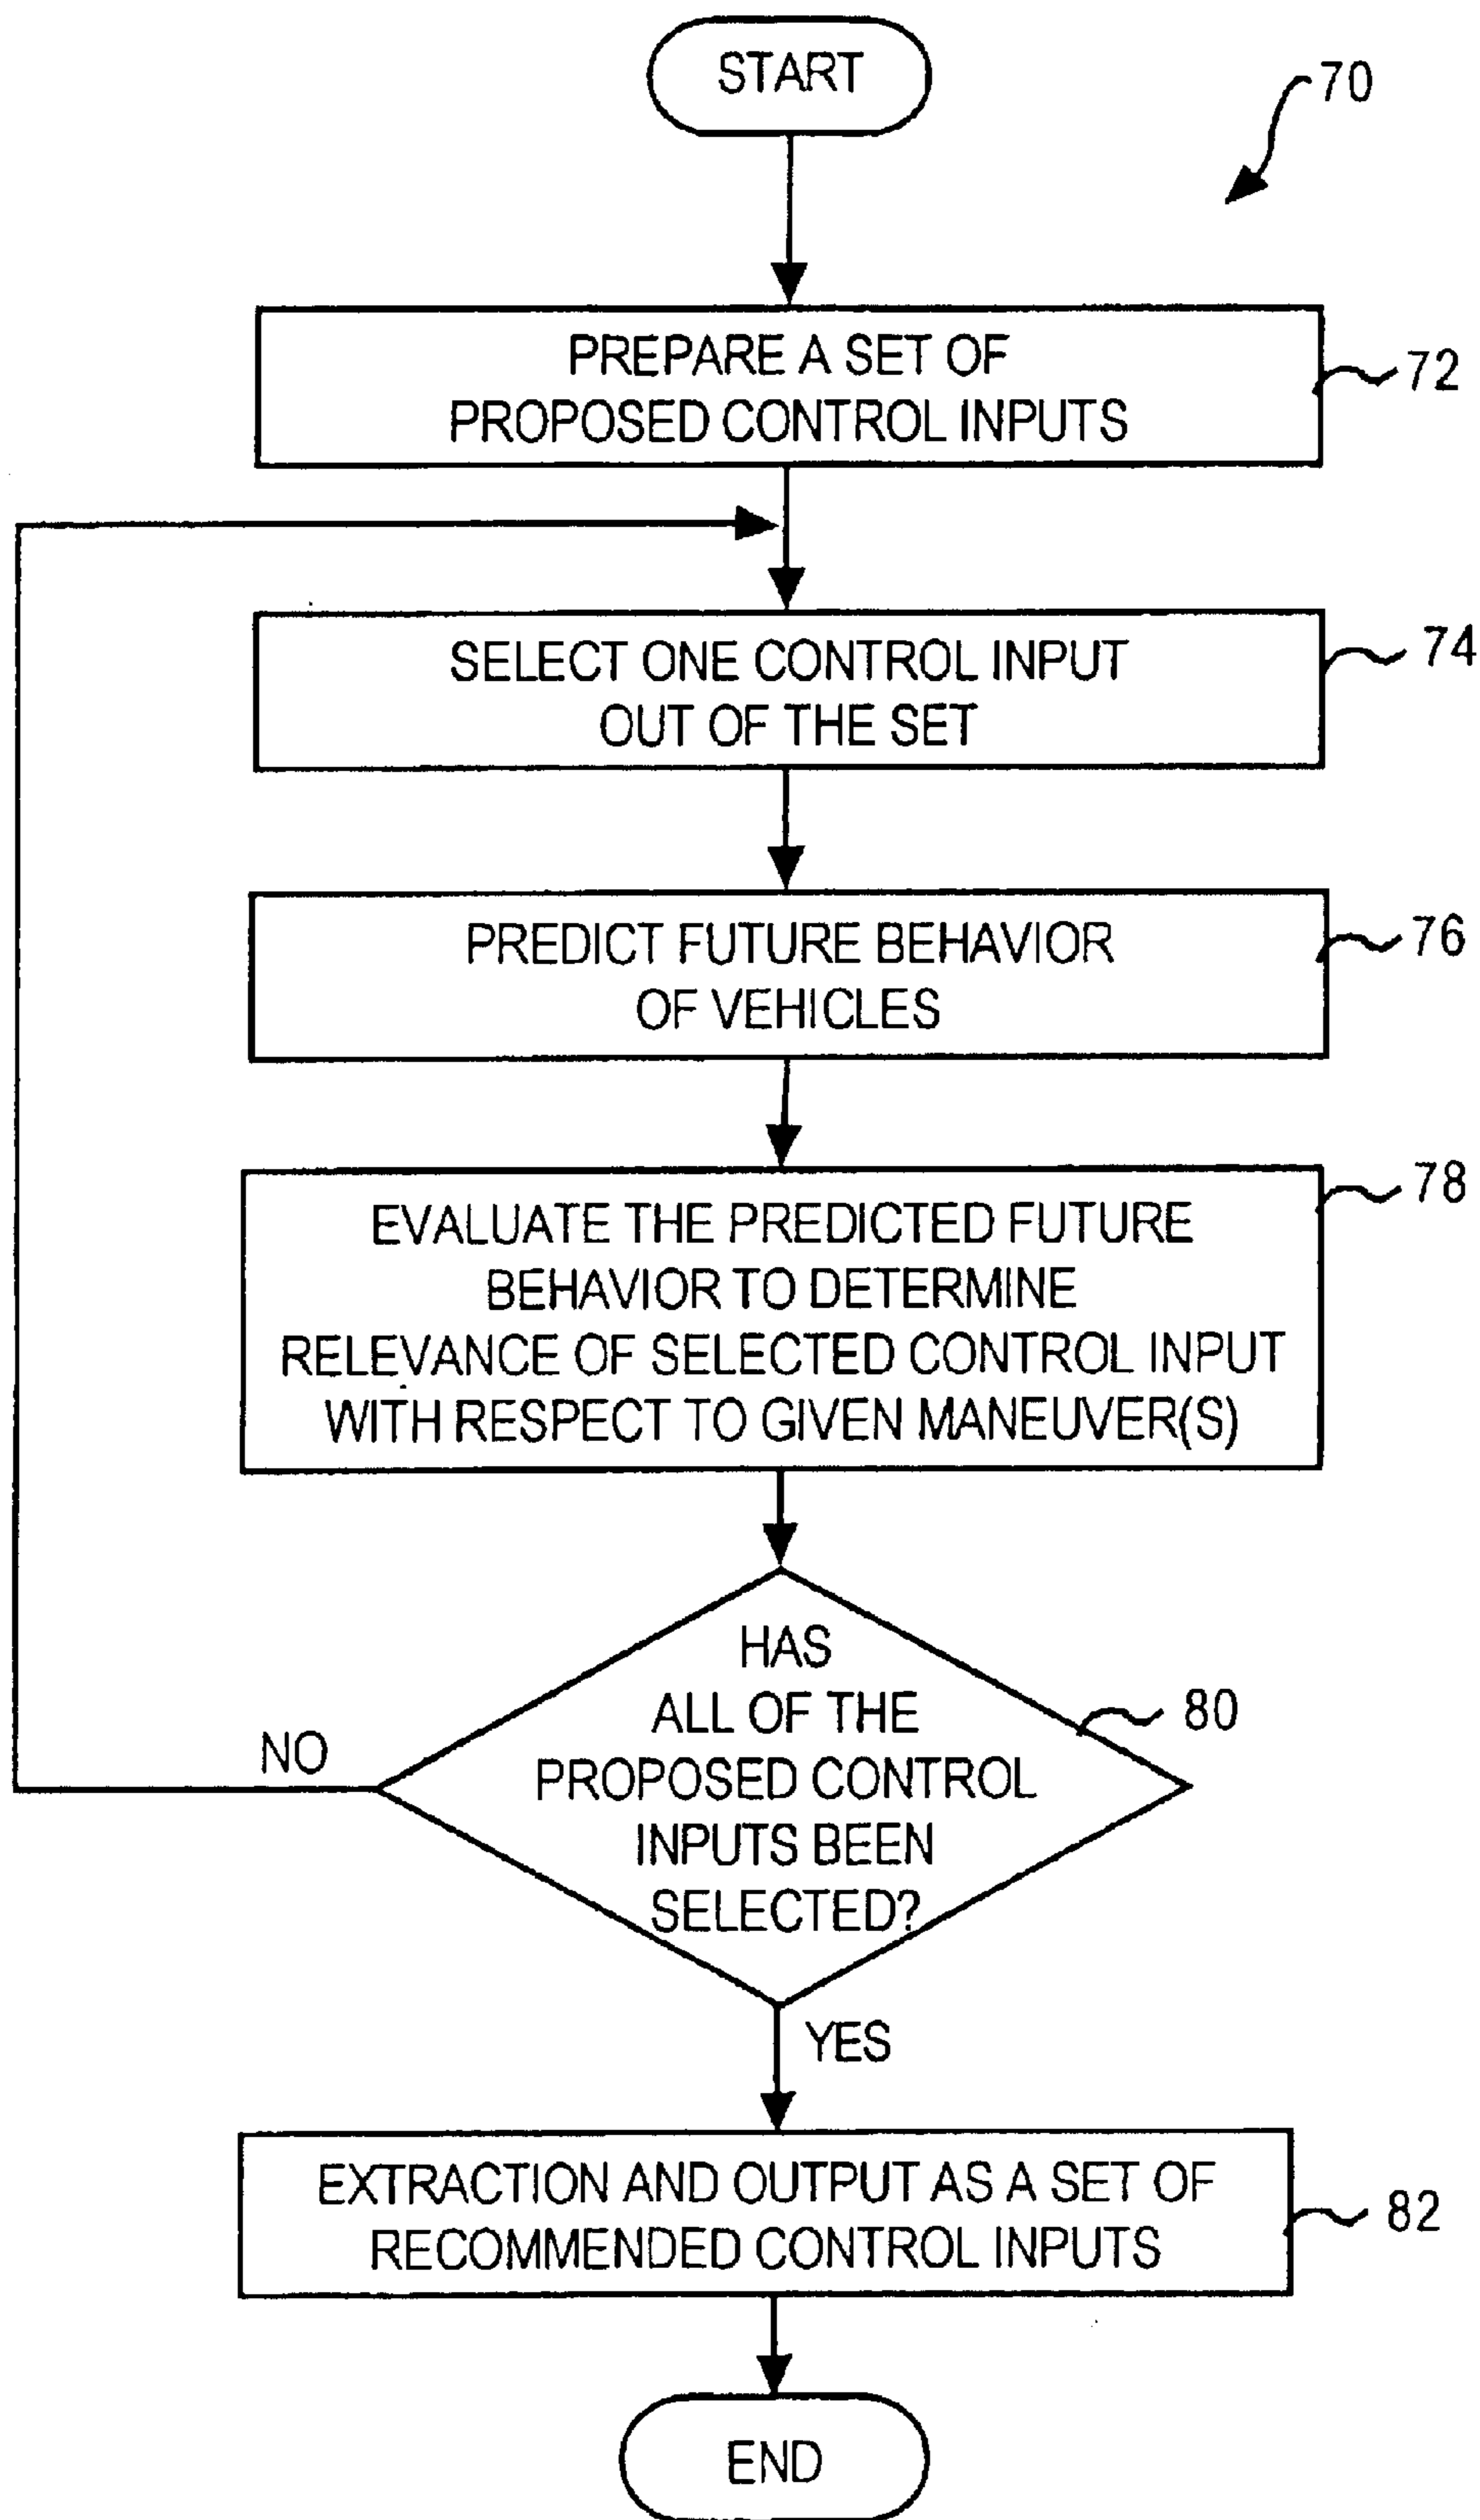 START
70
PREPARE A SET OF
PROPOSED CONTROL INPUTS
72
SELECT ONE CONTROL INPUT
OUT OF THE SET
74
PREDICT FUTURE BEHAVIOR
OF VEHICLES
76
EVALUATE THE PREDICTED FUTURE
BEHAVIOR TO DETERMINE
RELEVANCE OF SELECTED CONTROL INPUT
WITH RESPECT TO GIVEN MANEUVER(S)
78
HAS
ALL OF THE
PROPOSED CONTROL
INPUTS BEEN
SELECTED?
80
NO
YES
EXTRACTION AND OUTPUT AS A SET OF
RECOMMENDED CONTROL INPUTS
82
END